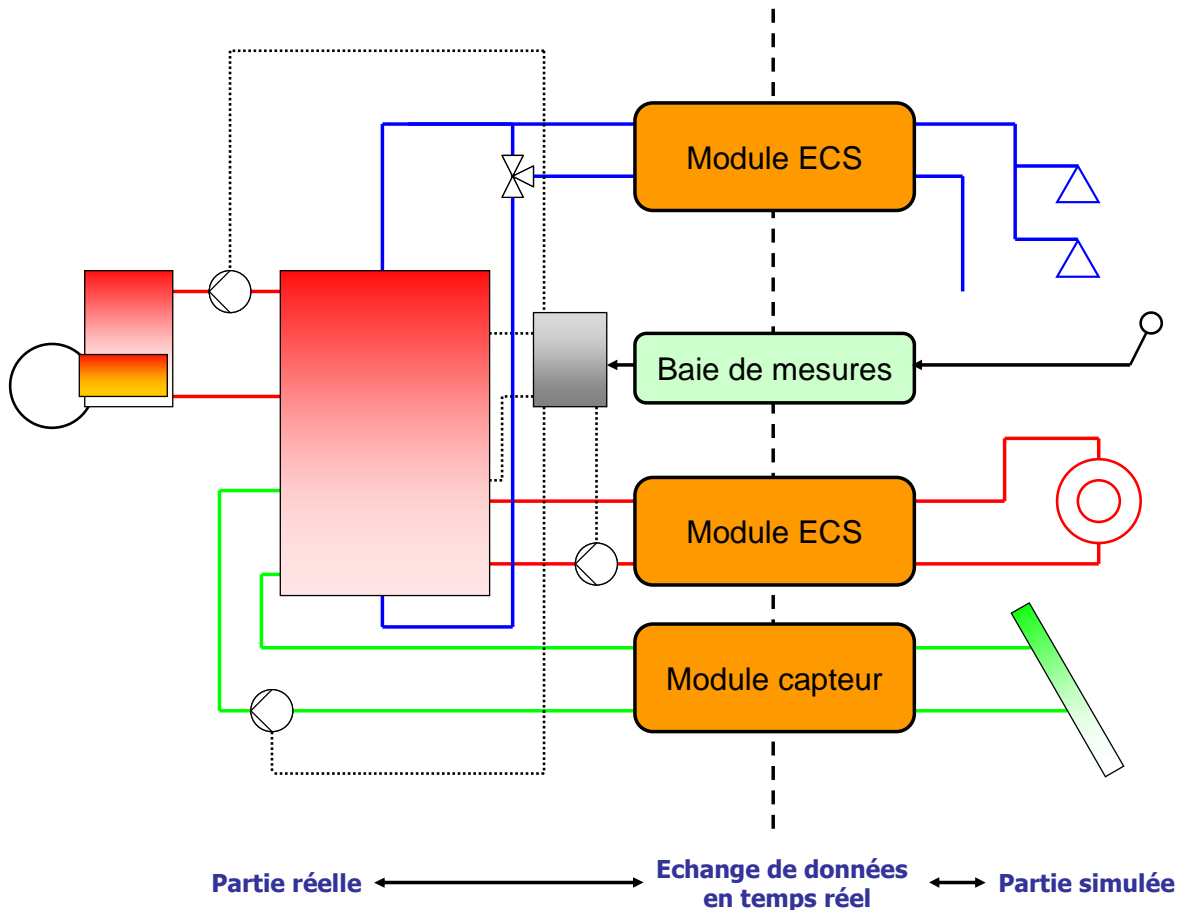 Module ECS
Baie de mesures
Module ECS
Module capteur
Partie réelle
Echange de données
en temps réel
Partie simulée